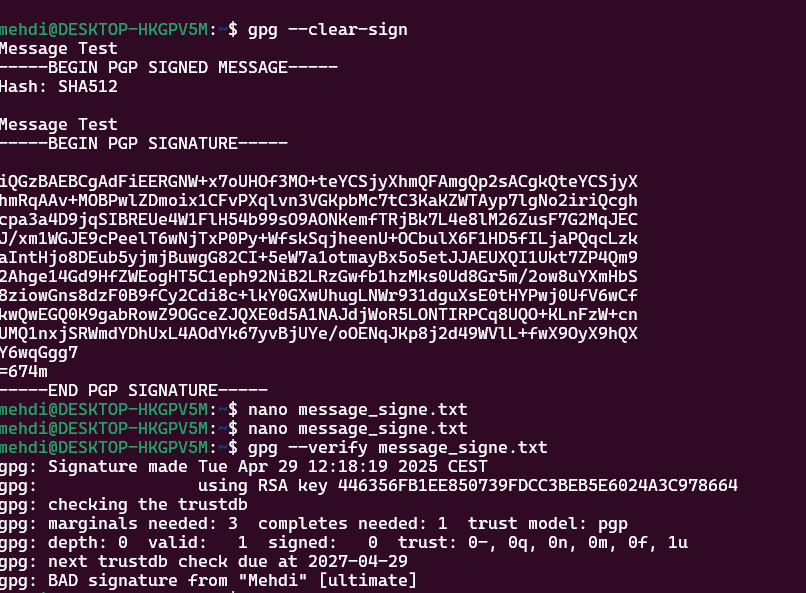 mehdi@DESKTOP-HKGPV5M:~$ gpg --clear-sign
Message Test
-----BEGIN PGP SIGNED MESSAGE-----
Hash: SHA512

Message Test
-----BEGIN PGP SIGNATURE-----

iQGzBAEBCgAdFiEERGNW+x7oUHOf3MO+teYCSjyXhmQFAmgQp2sACgkQteYCSjyX
hmRqAAv+MOBPwlZDmoix1CFvPXqlvn3VGKpbMc7tC3KaKZWTAyp7lgNo2iriQcgh
cpa3a4D9jqSIBREUe4W1FlH54b99sO9AONKemfTRjBk7L4e8lM26ZusF7G2MqJEC
J/xm1WGJE9cPeelT6wNjTxP0Py+WfskSqjheenU+OCbulX6F1HD5fILjaPQqcLzk
aIntHjo8DEub5yjmjBuwgG82CI+5eW7a1otmayBx5o5etJJAEUXQI1Ukt7ZP4Qm9
2Ahge14Gd9HfZWEogHT5C1eph92NiB2LRzGwfb1hzMks0Ud8Gr5m/2ow8uYXmHbS
8ziowGns8dzF0B9fCy2Cdi8c+lkY0GXwUhugLNWr931dguXsE0tHYPwj0UfV6wCf
kwQwEGQ0K9gabRowZ9OGceZJQXE0d5A1NAJdjWoR5LONTIRPCq8UQO+KLnFzW+cn
UMQ1nxjSRWmdYDhUxL4AOdYk67yvBjUYe/oOENqJKp8j2d49WVlL+fwX9OyX9hQX
Y6wqGgg7
=674m
-----END PGP SIGNATURE-----
mehdi@DESKTOP-HKGPV5M:~$ nano message_signe.txt
mehdi@DESKTOP-HKGPV5M:~$ nano message_signe.txt
mehdi@DESKTOP-HKGPV5M:~$ gpg --verify message_signe.txt
gpg: Signature made Tue Apr 29 12:18:19 2025 CEST
gpg:                using RSA key 446356FB1EE850739FDCC3BEB5E6024A3C978664
gpg: checking the trustdb
gpg: marginals needed: 3  completes needed: 1  trust model: pgp
gpg: depth: 0  valid:   1  signed:   0  trust: 0-, 0q, 0n, 0m, 0f, 1u
gpg: next trustdb check due at 2027-04-29
gpg: BAD signature from "Mehdi" [ultimate]